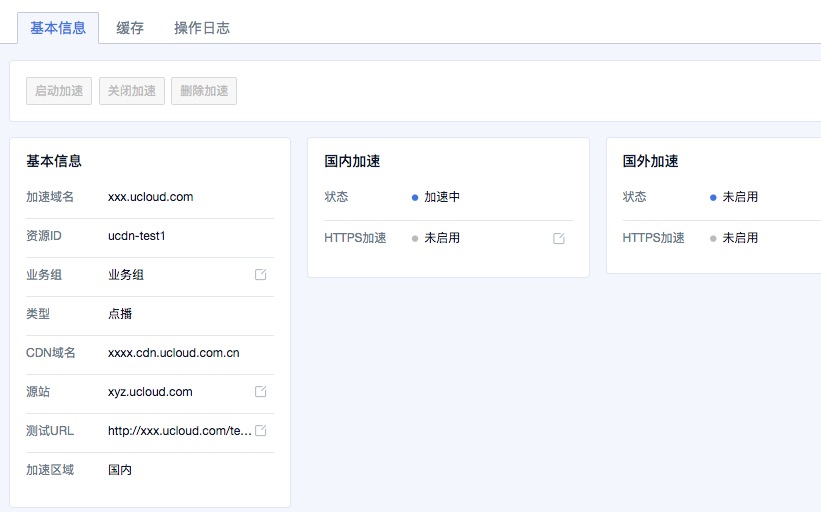 基本信息 缓存 操作日志
启动加速 关闭加速 删除加速
基本信息
加速域名 xxx.ucloud.com
资源ID ucdn-test1
业务组 业务组
类型 点播
CDN域名 xxxx.cdn.ucloud.com.cn
源站 xyz.ucloud.com
测试URL http://xxx.ucloud.com/te...
加速区域 国内
国内加速
状态 加速中
HTTPS加速 未启用
国外加速
状态 未启用
HTTPS加速 未启用